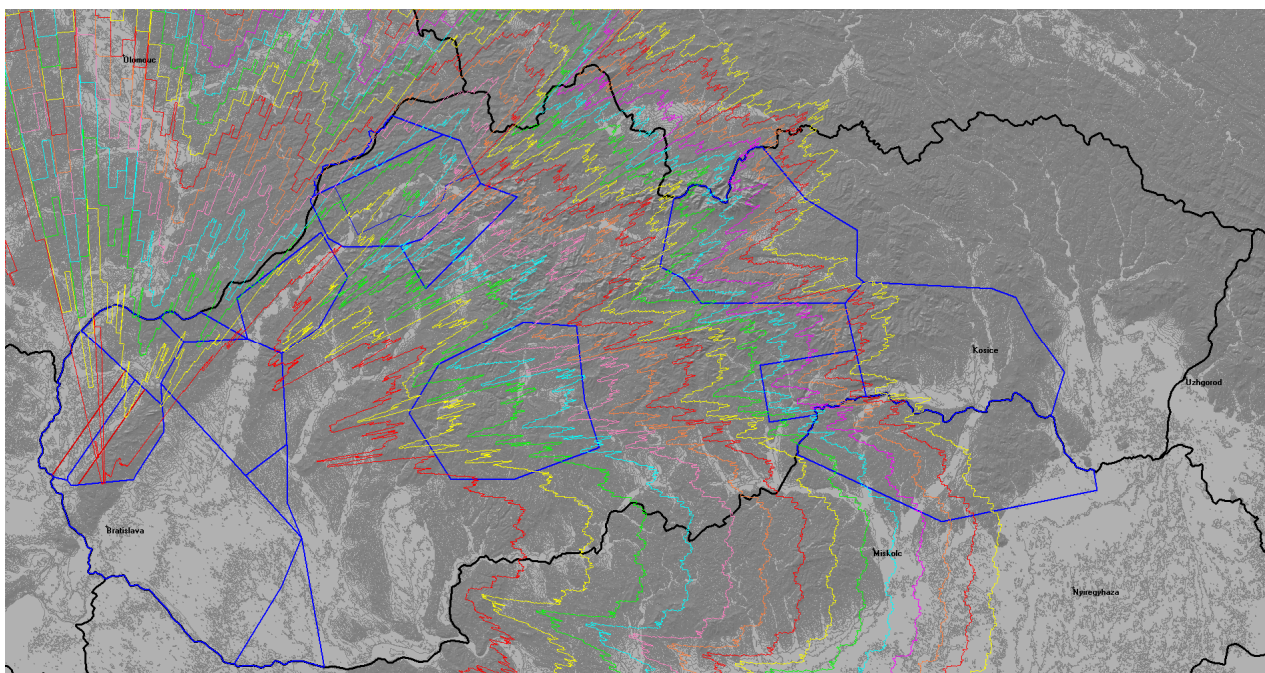 Olomouc
Kosice
Uzhgorod
Bratislava
Miskolc
Nyiregyhaza